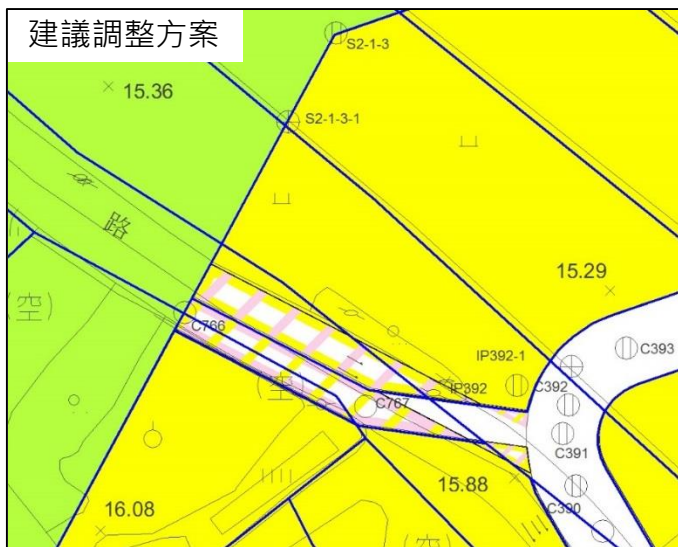 建議調整方案
S2-1-3
15.36
S2-1-3-1
路
15.29
(空)
C766
IP392-1
C393
(空)
IP392
C392
C767
C391
15.88
C390
16.08
(空)